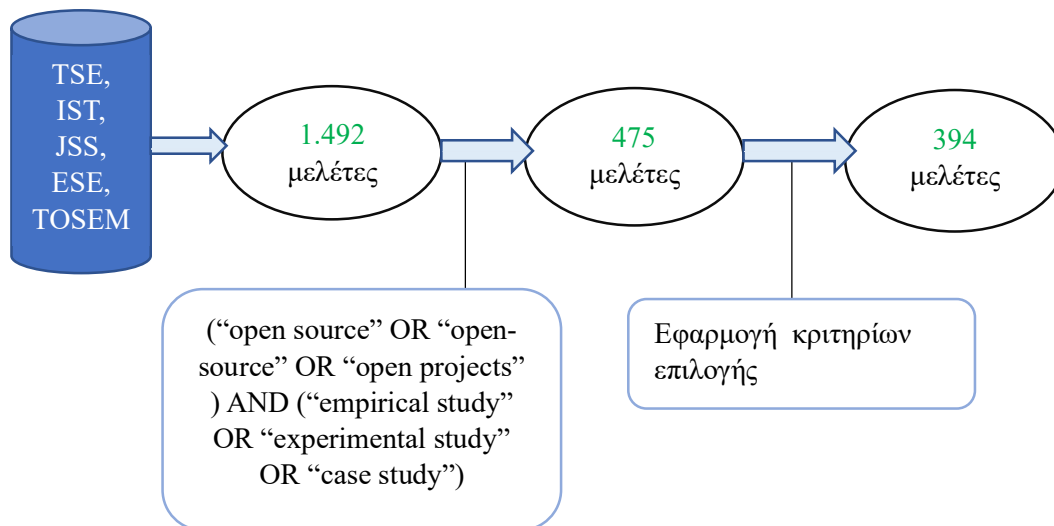 TSE,
IST,
JSS,
ESE,
TOSEM
1.492
μελέτες
475
μελέτες
394
μελέτες
(“open source” OR “open-
source” OR “open projects”
) AND (“empirical study”
OR “experimental study”
OR “case study”)
Εφαρμογή κριτηρίων
επιλογής